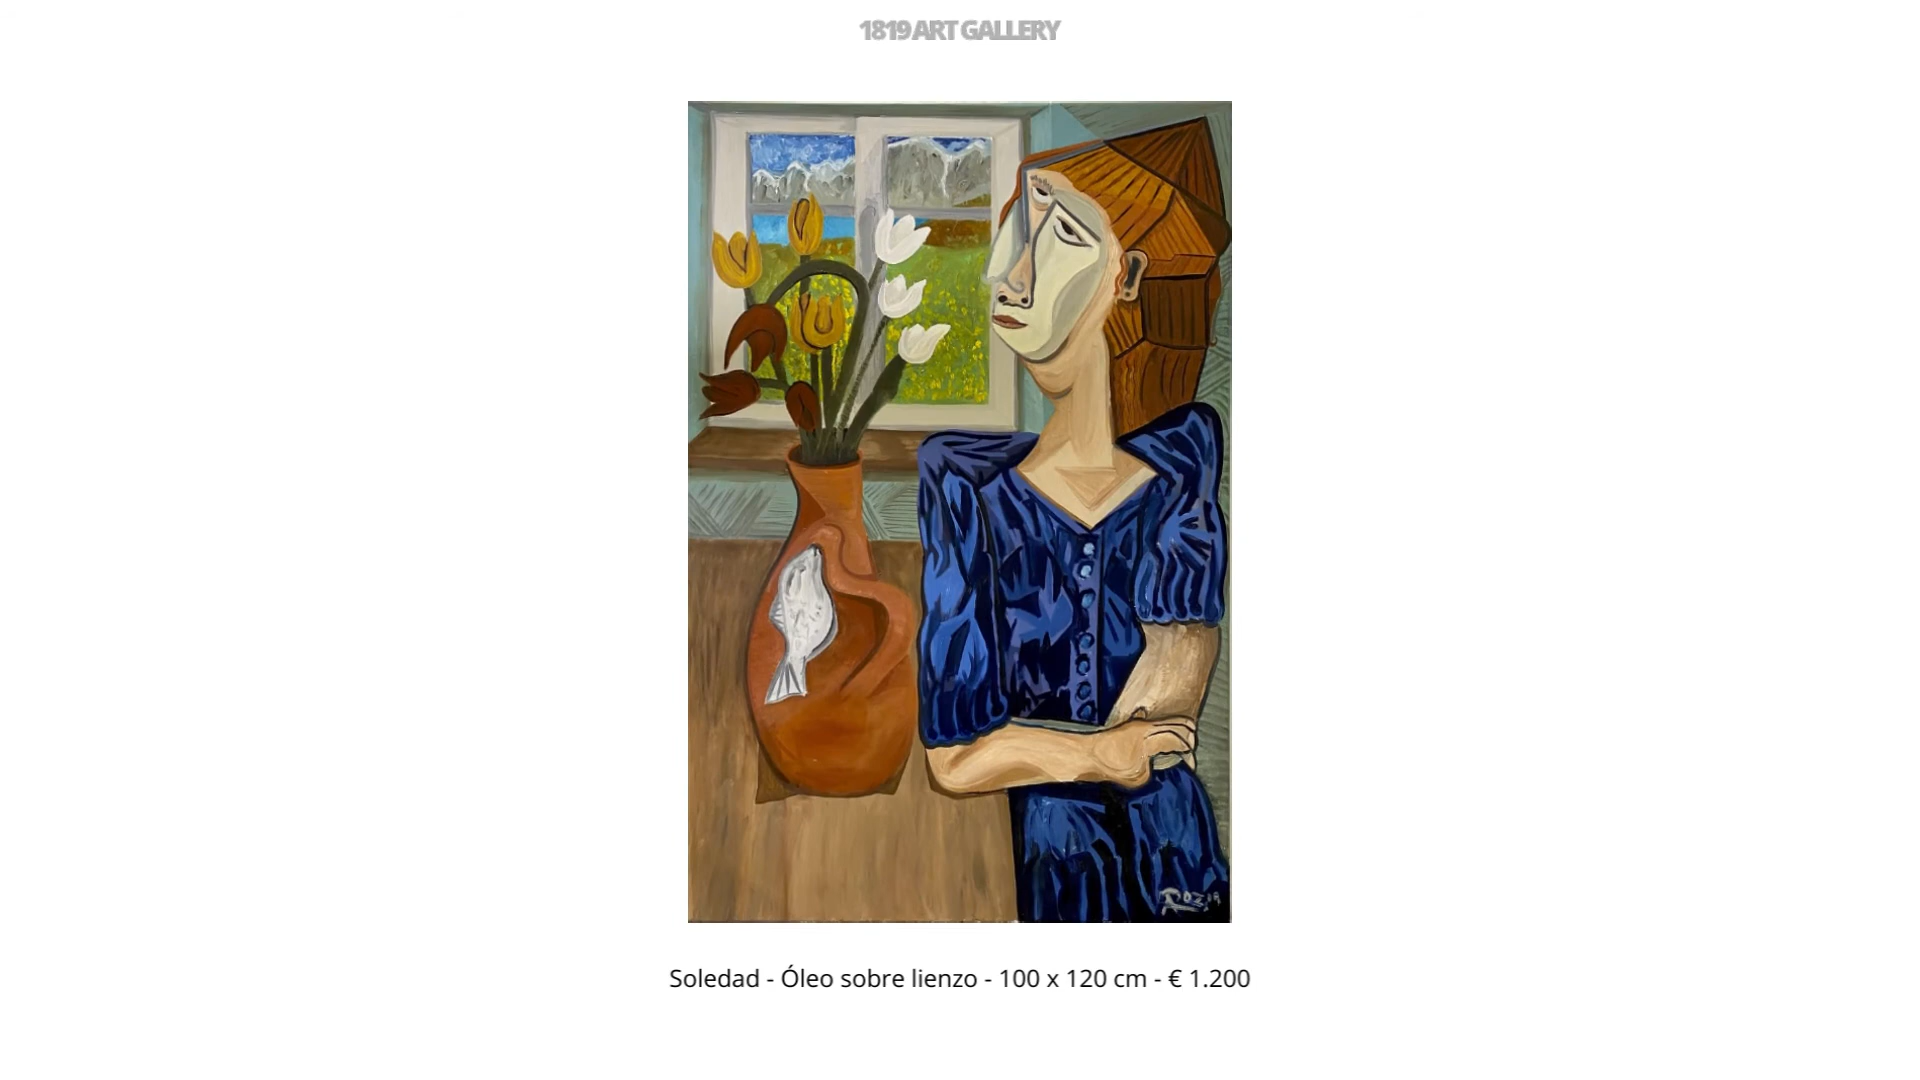 1819 ART GALLERY
Soledad - Óleo sobre lienzo - 100 x 120 cm - € 1.200